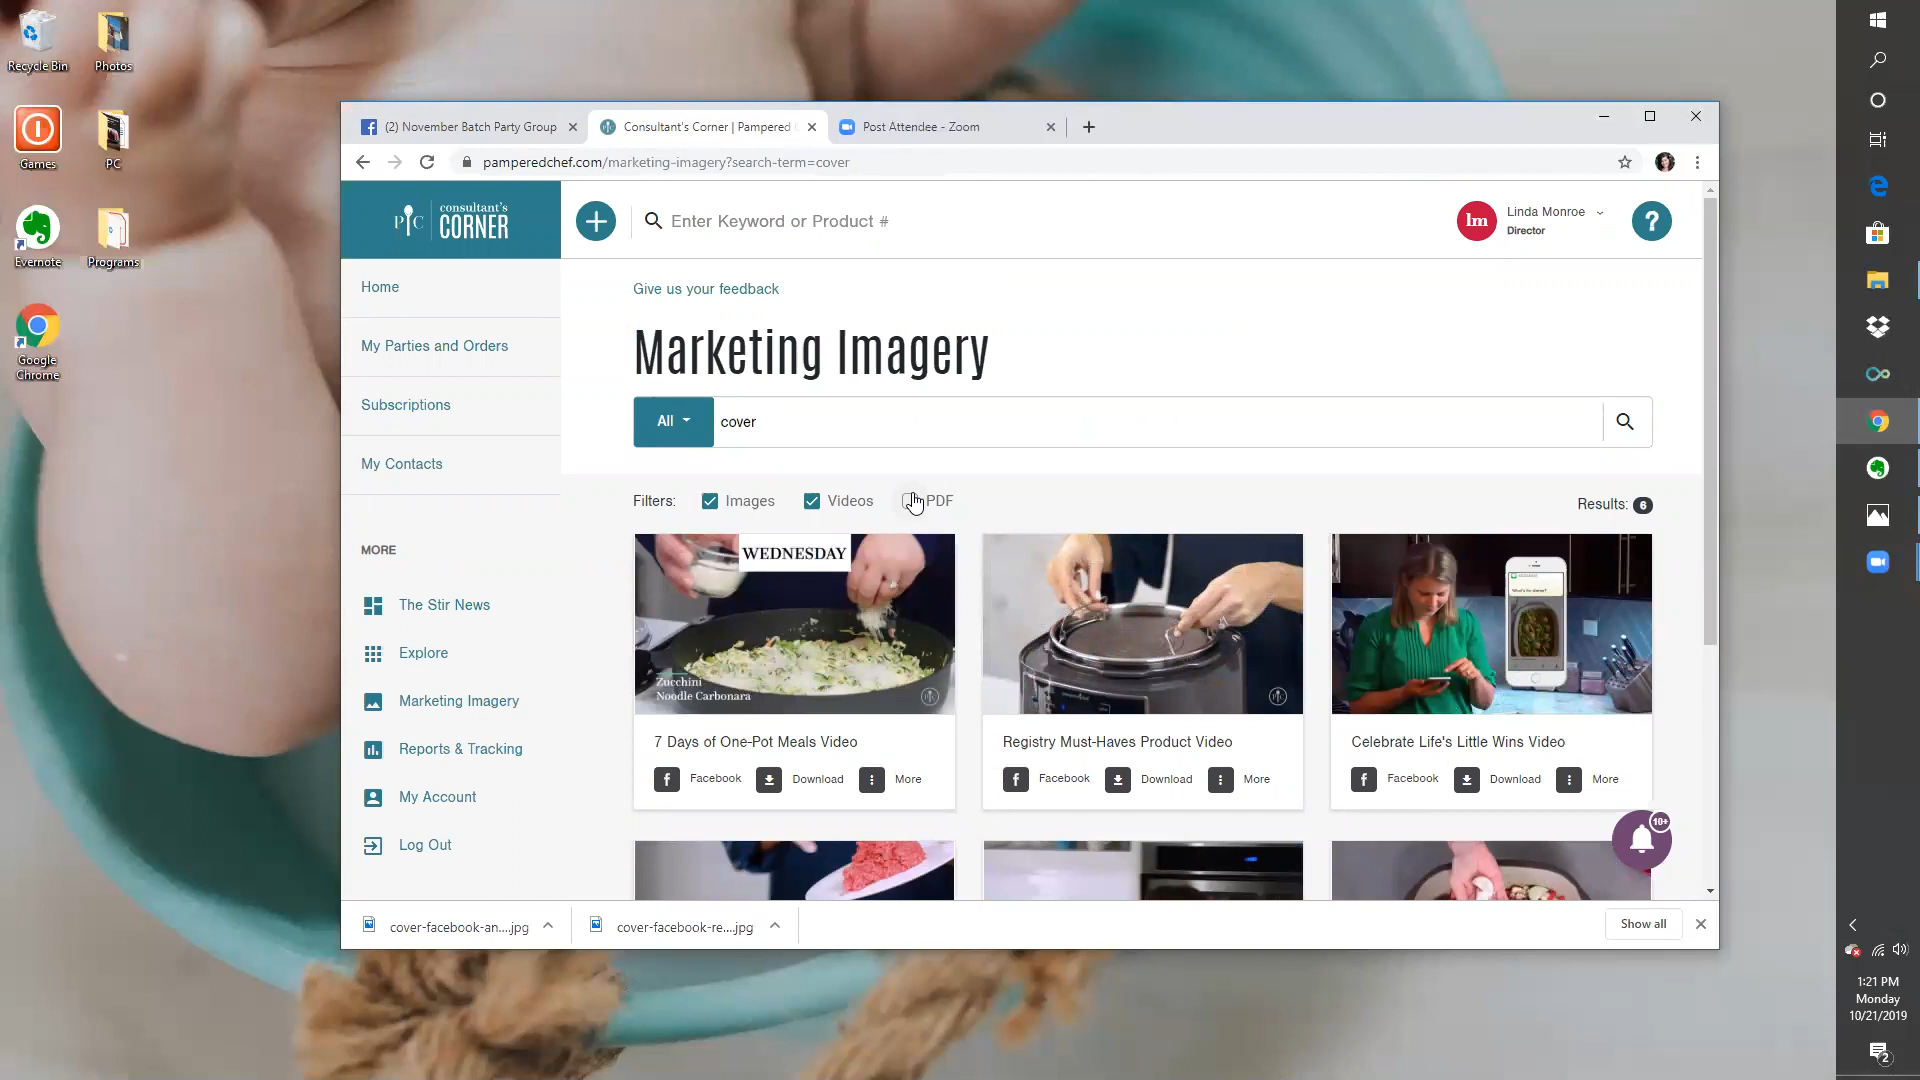 Recycle Bin
Photos
Games
PC
Evernote
Programs
Google
Chrome
(2) November Batch Party Group
Consultant's Corner | Pampered C
Post Attendee - Zoom
pamperedchef.com/marketing-imagery?search-term=cover
PC consultant's
CORNER
Enter Keyword or Product #
lm
Linda Monroe
Director
?
Home
My Parties and Orders
Subscriptions
My Contacts
MORE
The Stir News
Explore
Marketing Imagery
Reports & Tracking
My Account
Log Out
Give us your feedback
Marketing Imagery
All
cover
Filters:
Images
Videos
PDF
Results: 6
WEDNESDAY
Zucchini
Noodle Carbonara
What's for dinner?
7 Days of One-Pot Meals Video
Registry Must-Haves Product Video
Celebrate Life's Little Wins Video
Facebook
Download
More
Facebook
Download
More
Facebook
Download
More
10+
cover-facebook-an....jpg
cover-facebook-re....jpg
Show all
1:21 PM
Monday
10/21/2019
2